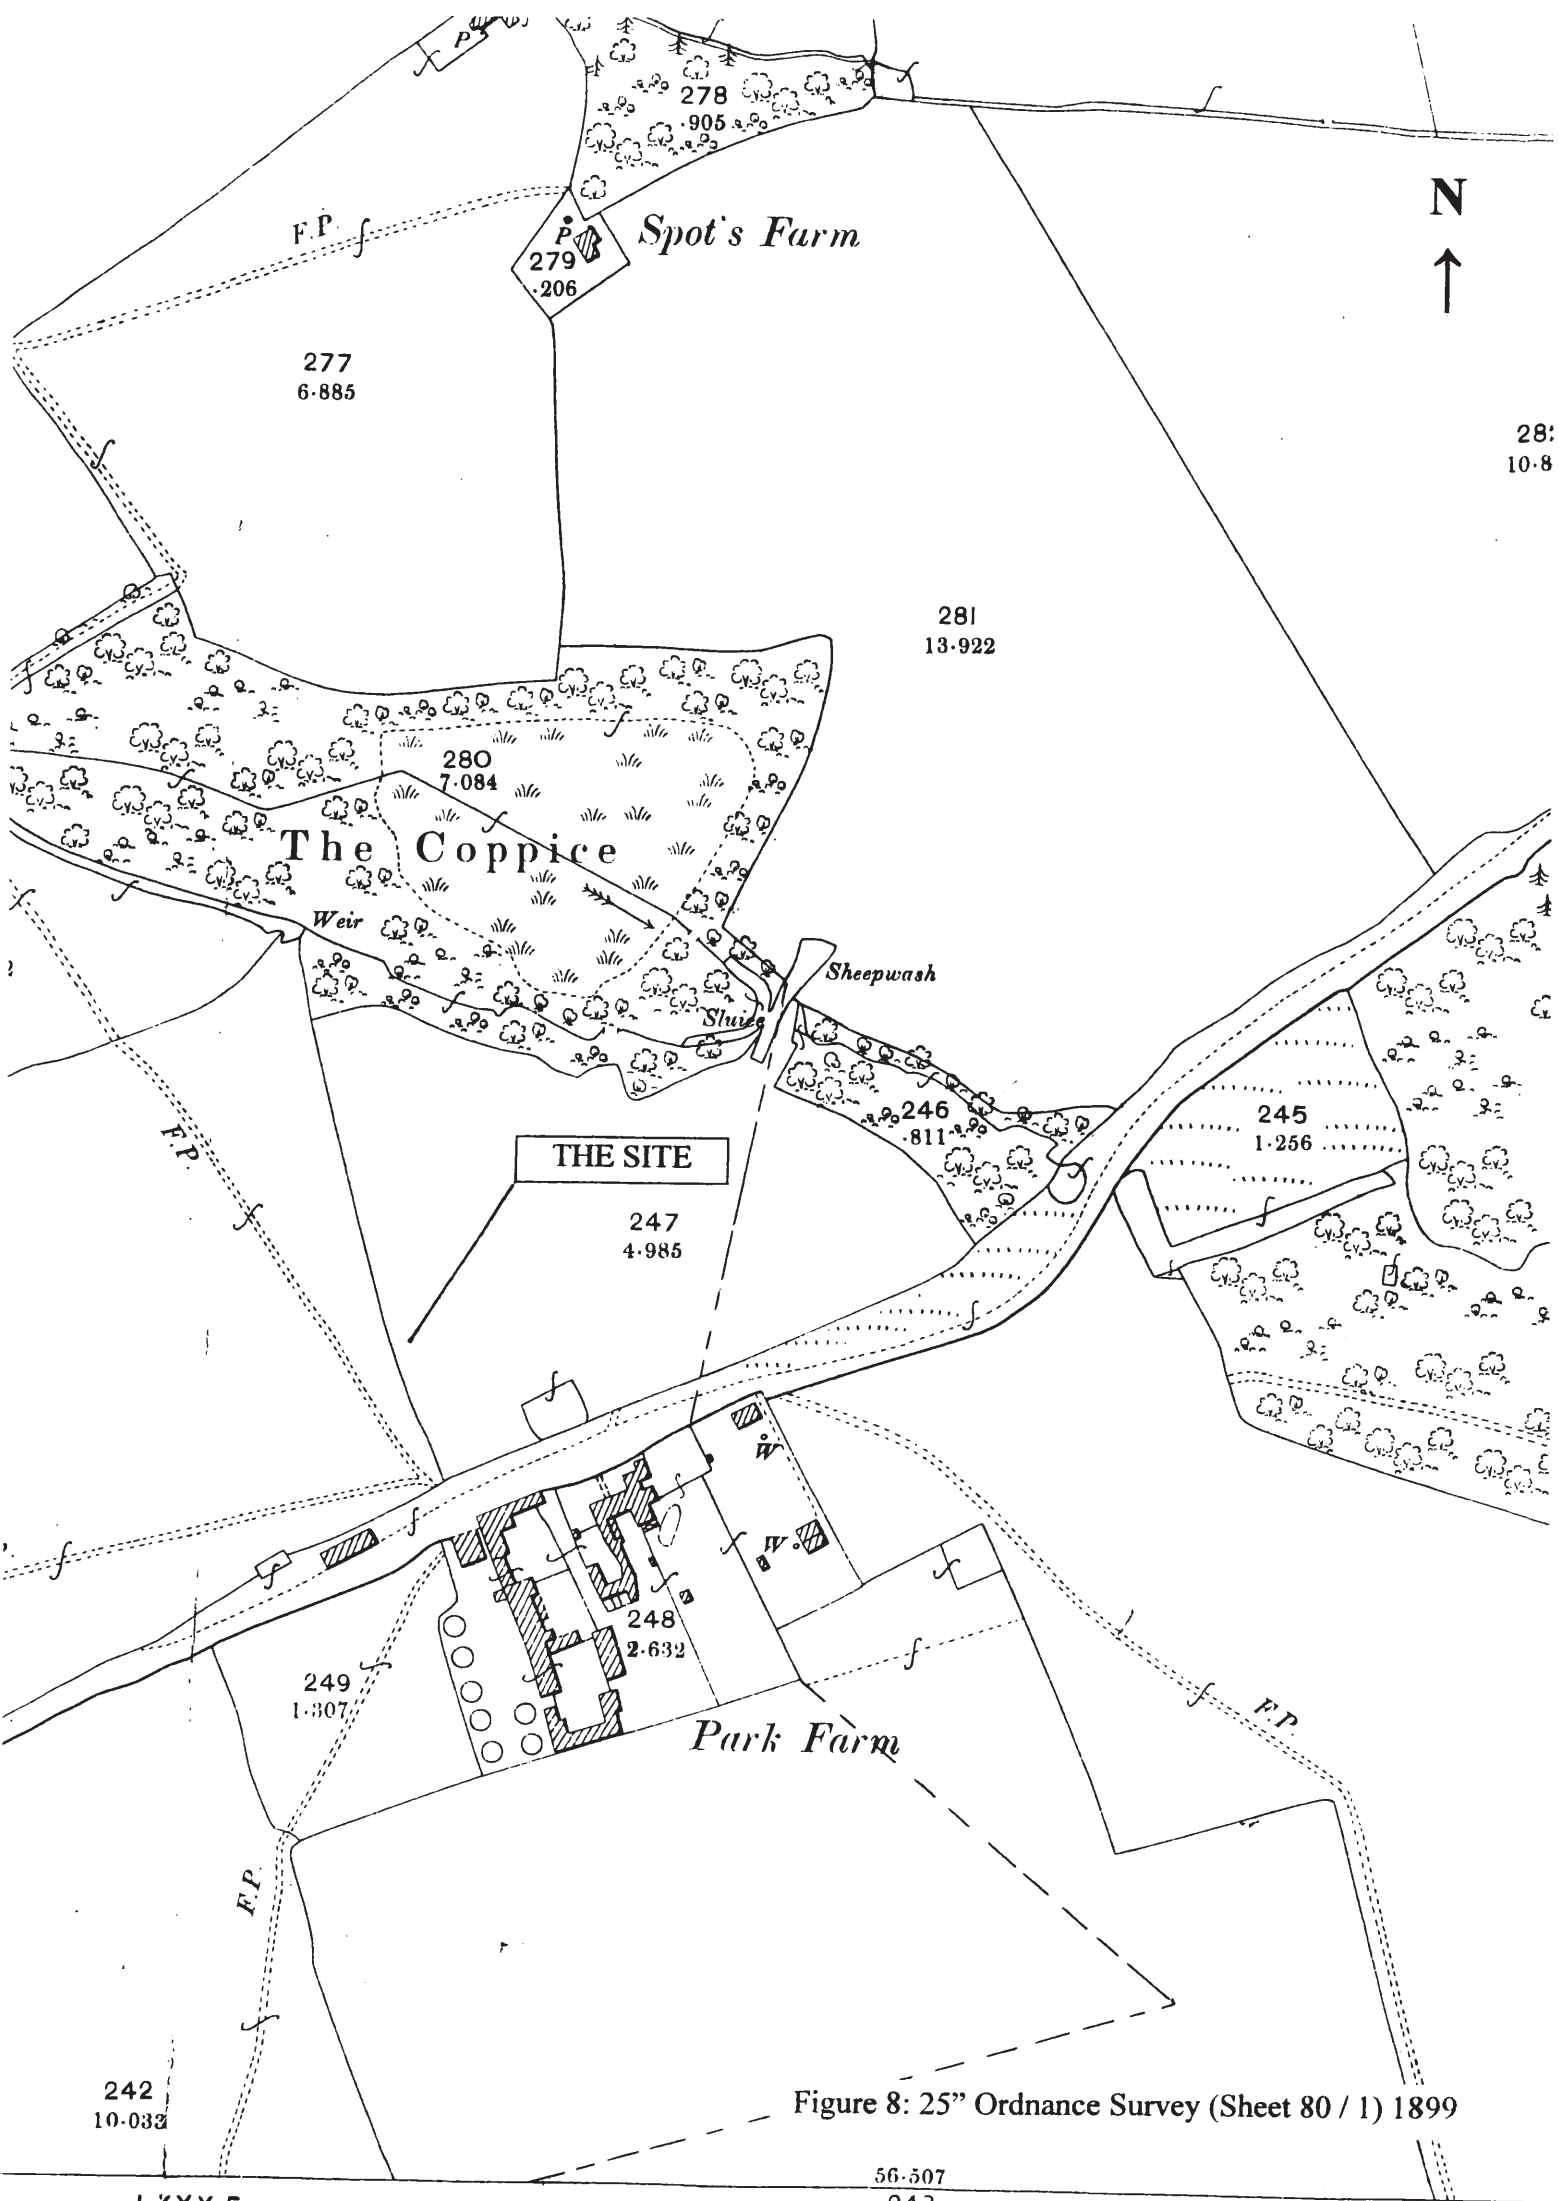 P
278
·905
N
F.P.
P
Spot's Farm
279
·206
277
6·885
10·8
281
13·922
280
7·084
The Coppice
Weir
Sheepwash
Sluice
246
·811
245
1·256
F.P.
THE SITE
247
4·985
W
W
248
2·632
249
1·307
Park Farm
F.P.
F.P.
242
10·033
Figure 8: 25” Ordnance Survey (Sheet 80 / 1) 1899
56·507